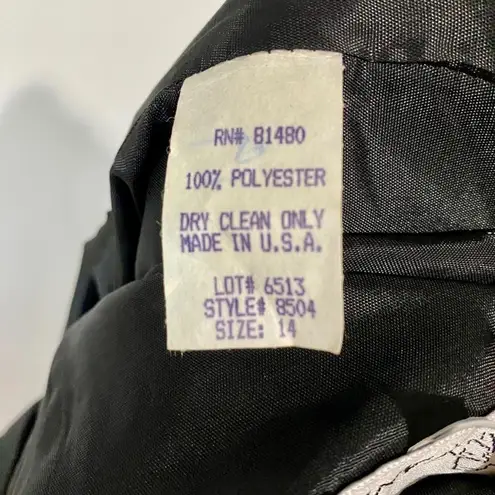 RN# 81480
100% POLYESTER
DRY CLEAN ONLY
MADE IN U.S.A.
LOT# 6513
STYLE# 8504
SIZE: 14